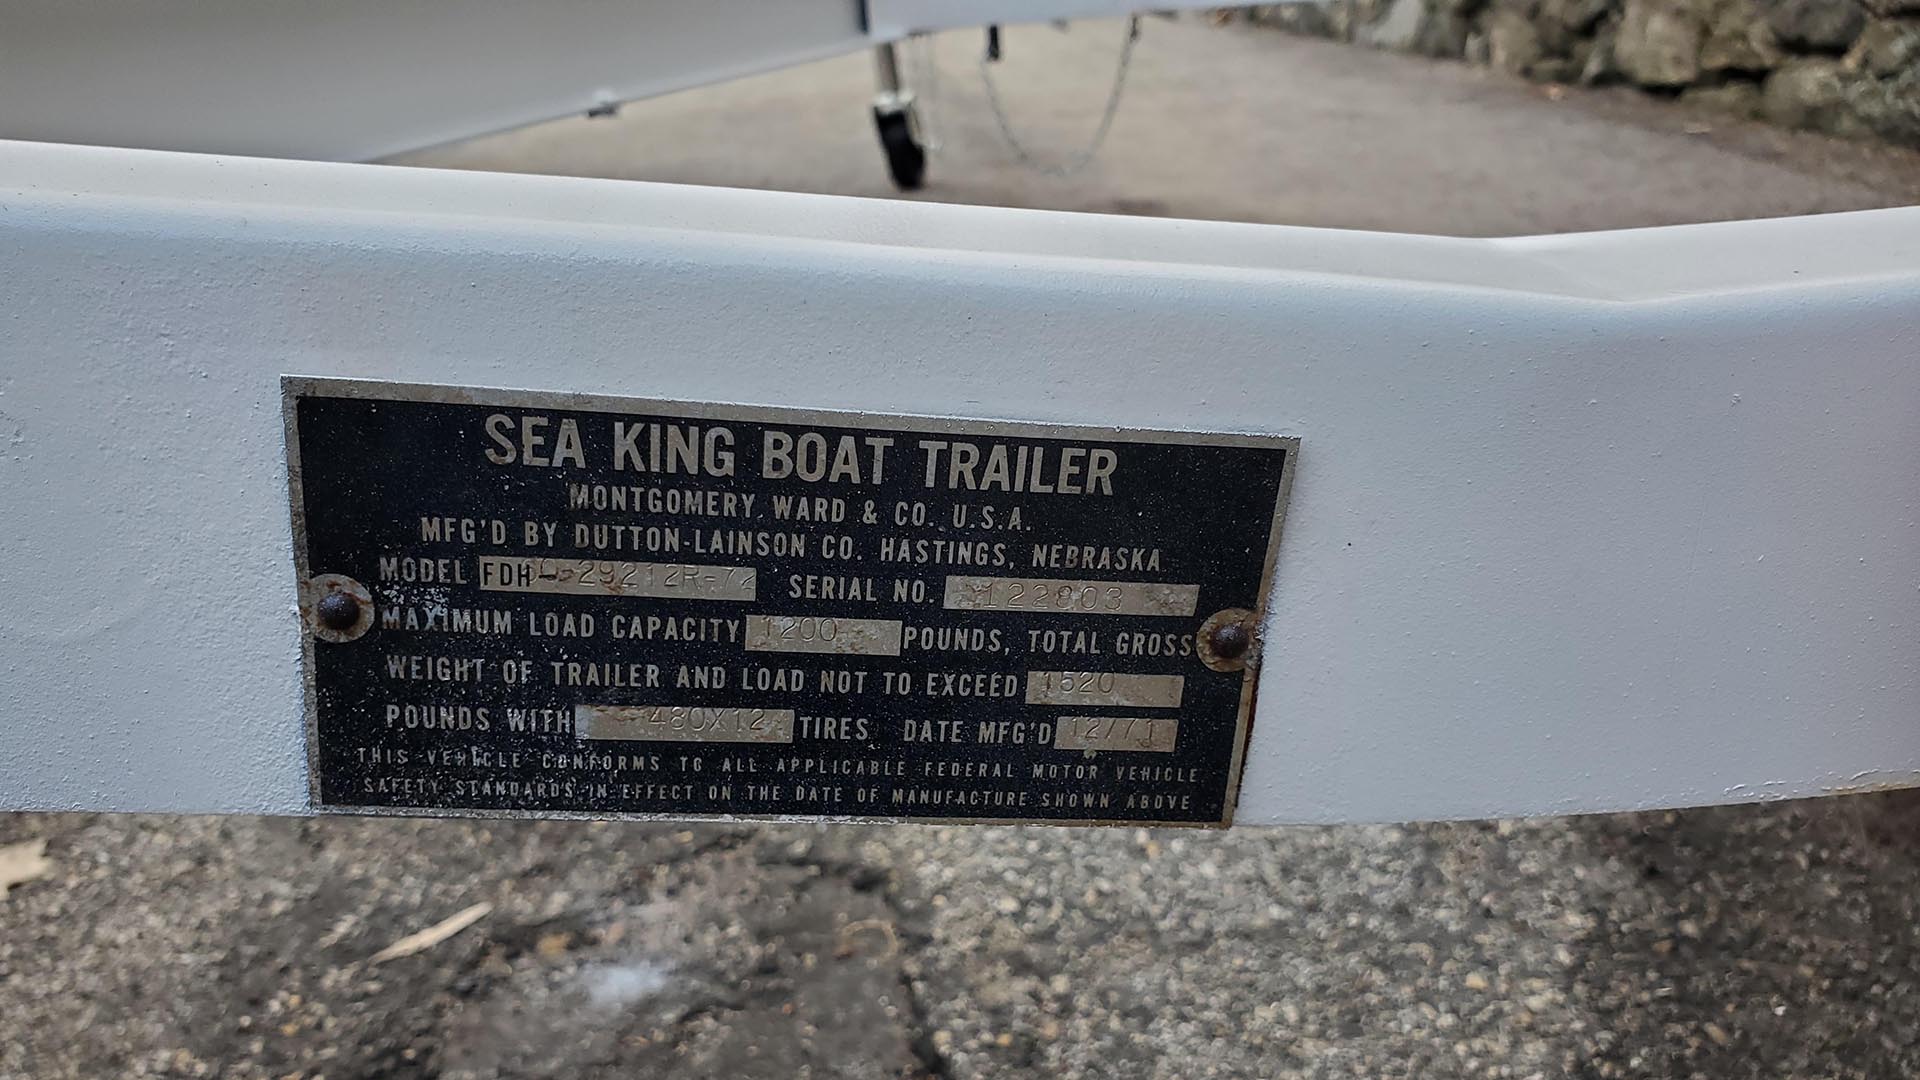 SEA KING BOAT TRAILER
MONTGOMERY WARD & CO. U.S.A.
MFG'D BY DUTTON-LAINSON CO. HASTINGS, NEBRASKA
MODEL FDH-69-29212R-72 SERIAL NO. 122803
MAXIMUM LOAD CAPACITY 1200 POUNDS, TOTAL GROSS
WEIGHT OF TRAILER AND LOAD NOT TO EXCEED 1520
POUNDS WITH 480X12 TIRES DATE MFG'D 12/71
THIS VEHICLE CONFORMS TO ALL APPLICABLE FEDERAL MOTOR VEHICLE
SAFETY STANDARDS IN EFFECT ON THE DATE OF MANUFACTURE SHOWN ABOVE